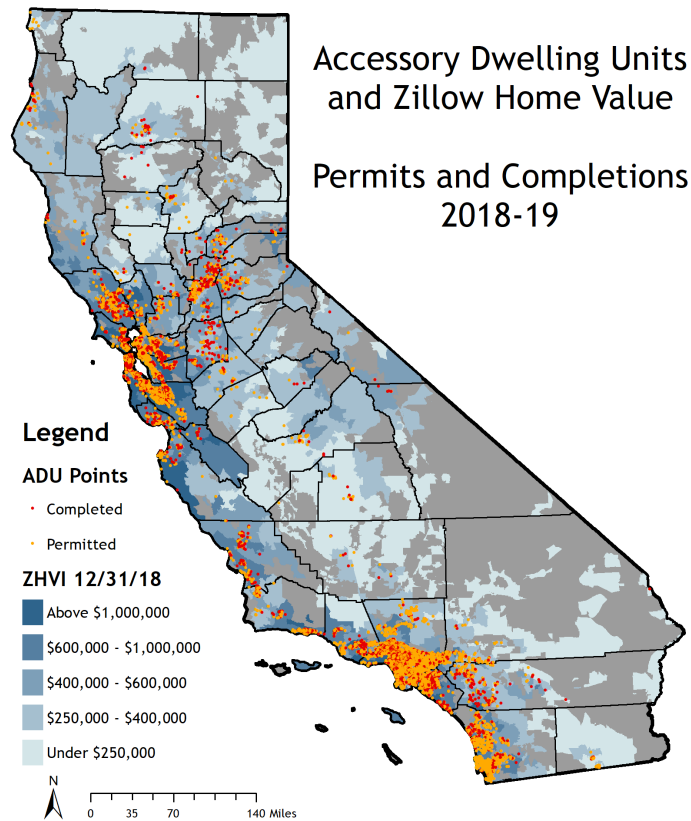 Accessory Dwelling Units
and Zillow Home Value
Permits and Completions
2018-19
Legend
ADU Points
Completed
Permitted
ZHVI 12/31/18
Above $1,000,000
$600,000 - $1,000,000
$400,000 - $600,000
$250,000 - $400,000
Under $250,000
N
0 35 70 140 Miles